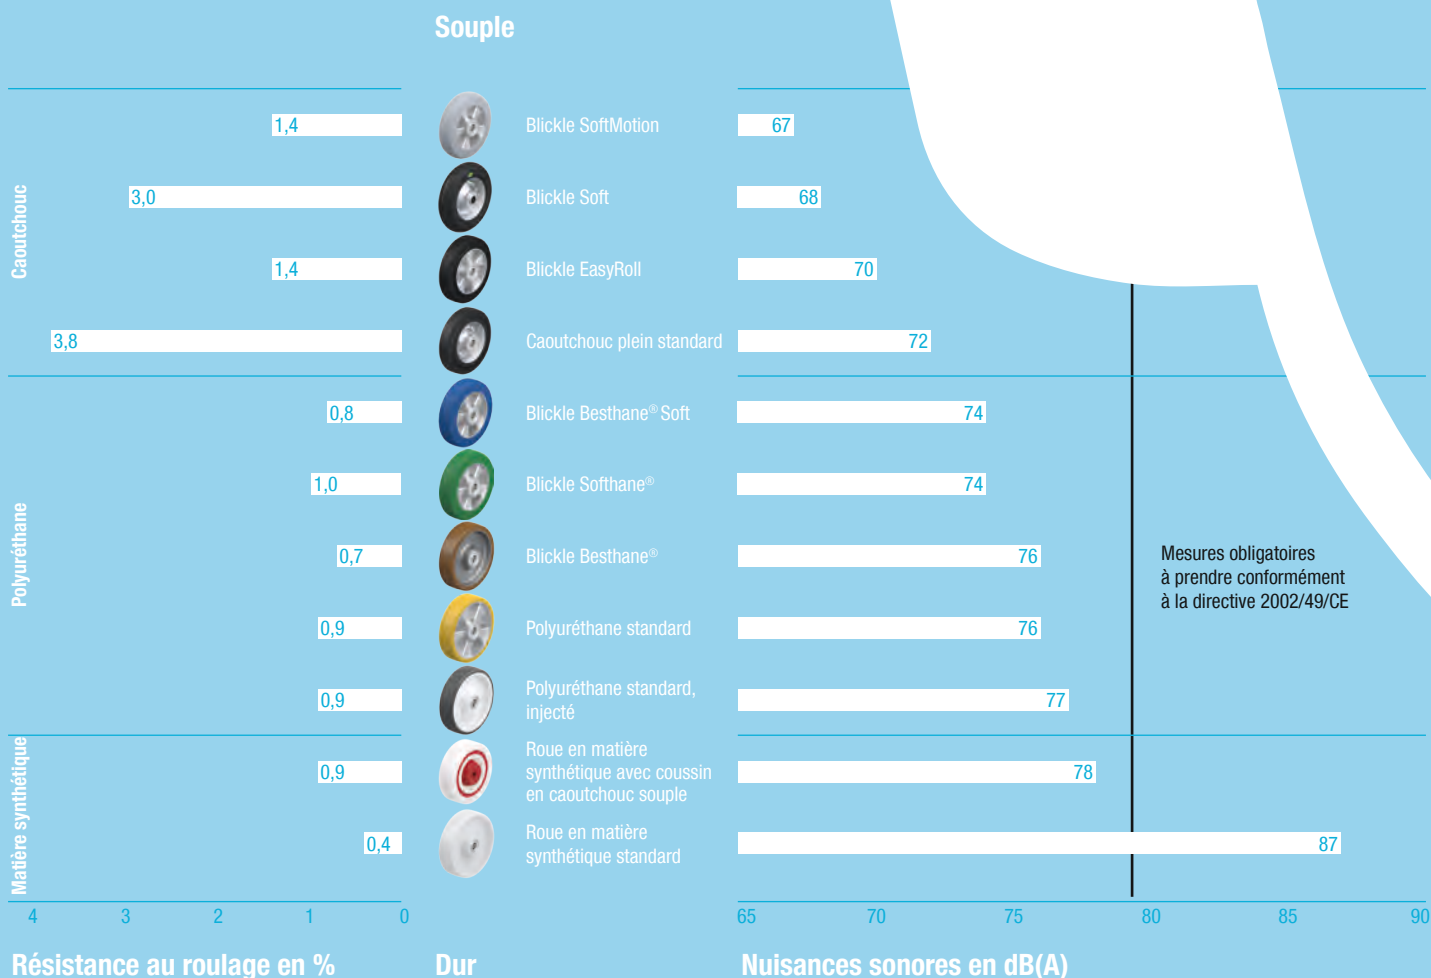 Souple
Caoutchouc
1,4
Blickle SoftMotion
67
3,0
Blickle Soft
68
1,4
Blickle EasyRoll
70
3,8
Caoutchouc plein standard
72
Polyuréthane
0,8
Blickle Besthane® Soft
74
1,0
Blickle Softhane®
74
0,7
Blickle Besthane®
76
Mesures obligatoires
à prendre conformément
à la directive 2002/49/CE
0,9
Polyuréthane standard
76
0,9
Polyuréthane standard,
injecté
77
Matière synthétique
0,9
Roue en matière
synthétique avec coussin
en caoutchouc souple
78
0,4
Roue en matière
synthétique standard
87
4 3 2 1 0
65 70 75 80 85 90
Résistance au roulage en %
Dur
Nuisances sonores en dB(A)